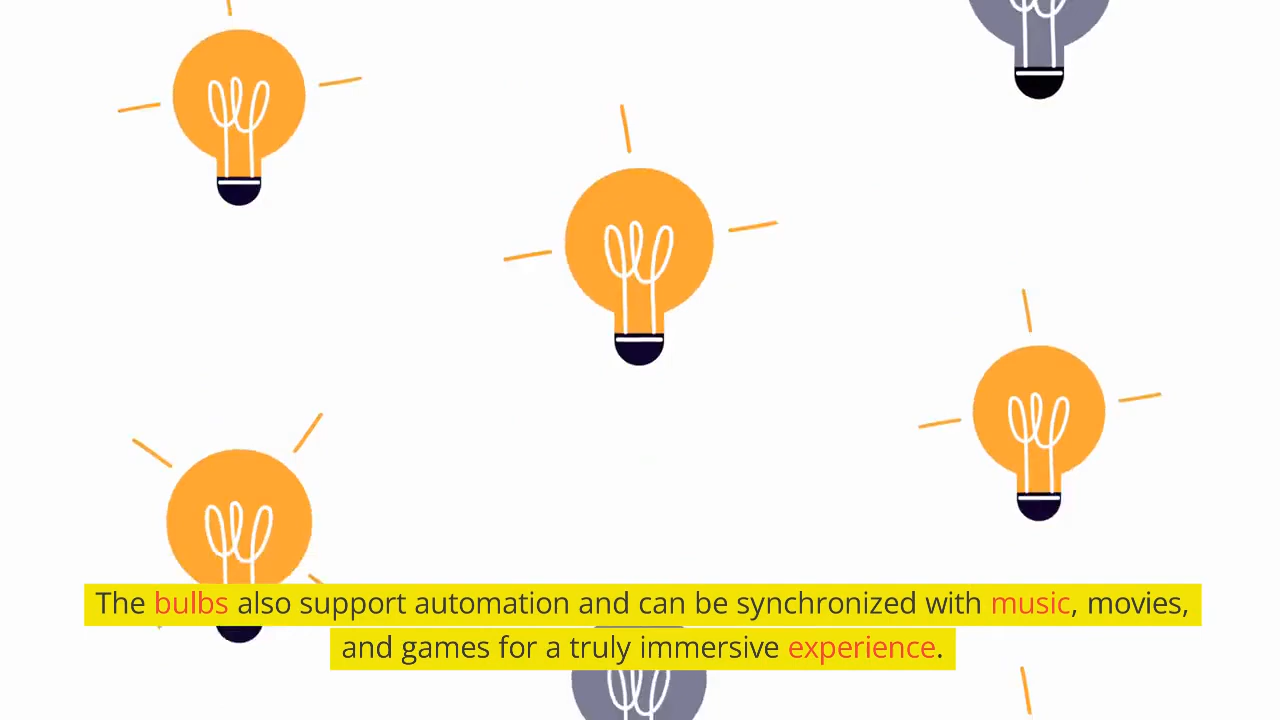 The bulbs also support automation and can be synchronized with music, movies,
and games for a truly immersive experience.